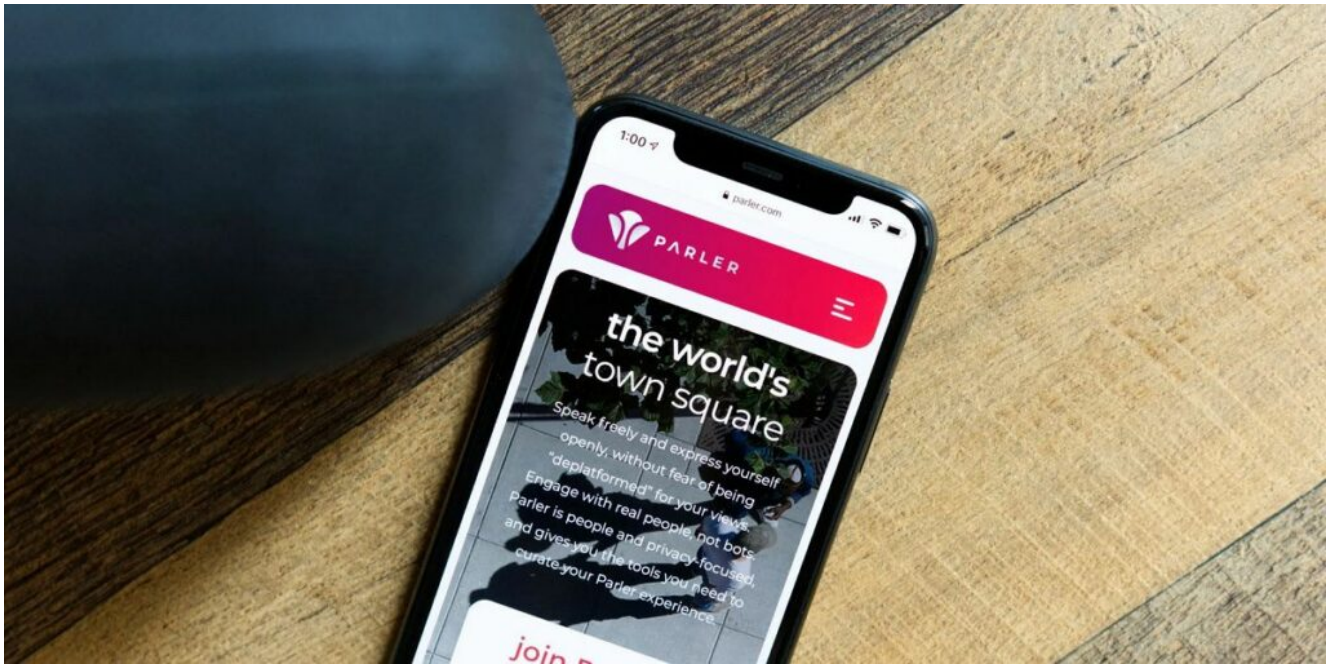 1:00
parler.com
PARLER
the world's
town square
Speak freely and express yourself
openly, without fear of being
"deplatformed" for your views.
Engage with real people, not bots.
Parler is people and privacy-focused,
and gives you the tools you need to
curate your Parler experience.
join